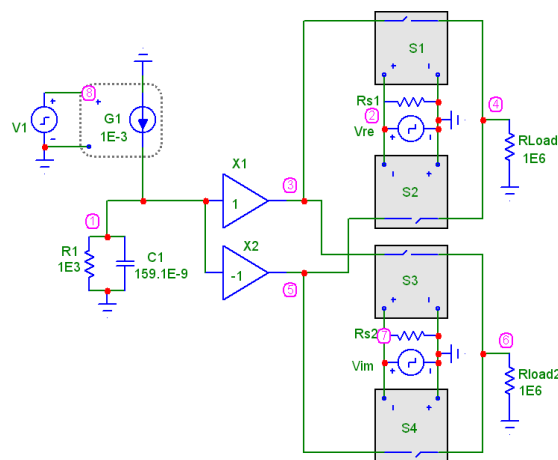 S1
8
G1
1E-3
V1
Rs1
2
Vre
4
RLoad
1E6
X1
1
3
S2
1
X2
-1
5
R1
1E3
C1
159.1E-9
S3
Rs2
7
Vim
6
Rload2
1E6
S4